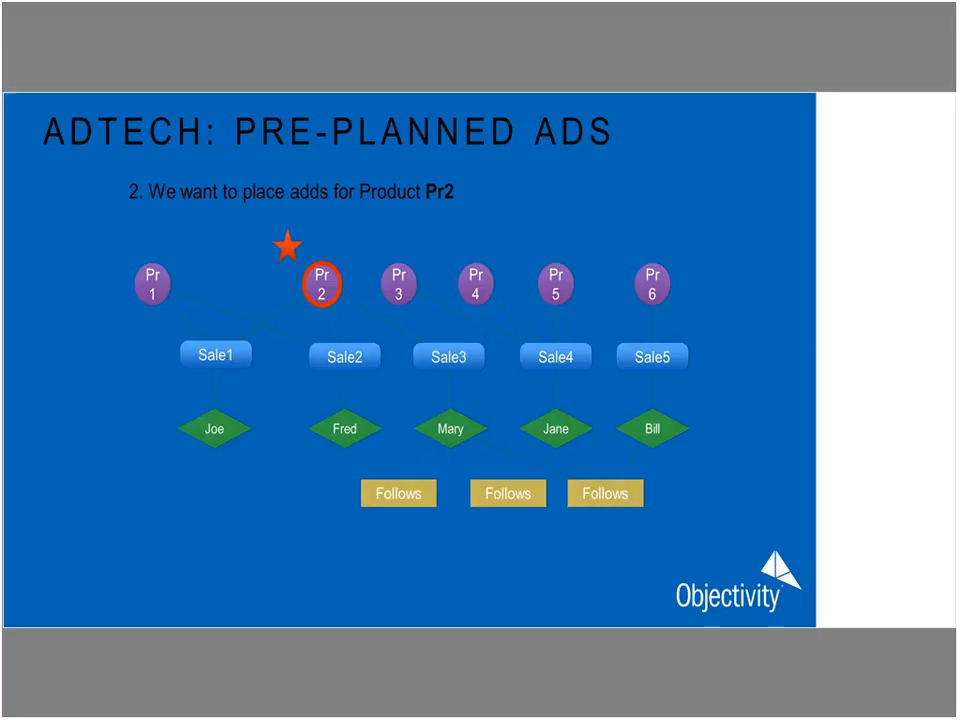 ADTECH: PRE-PLANNED ADS
2. We want to place adds for Product Pr2
Pr
1
Pr
2
Pr
3
Pr
4
Pr
5
Pr
6
Sale1
Sale2
Sale3
Sale4
Sale5
Joe
Fred
Mary
Jane
Bill
Follows
Follows
Follows
Objectivity